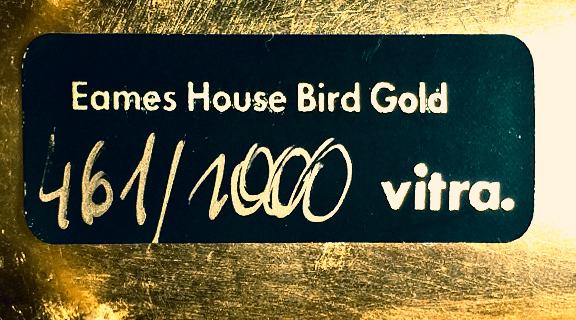 Eames House Bird Gold
461/1000 vitra.